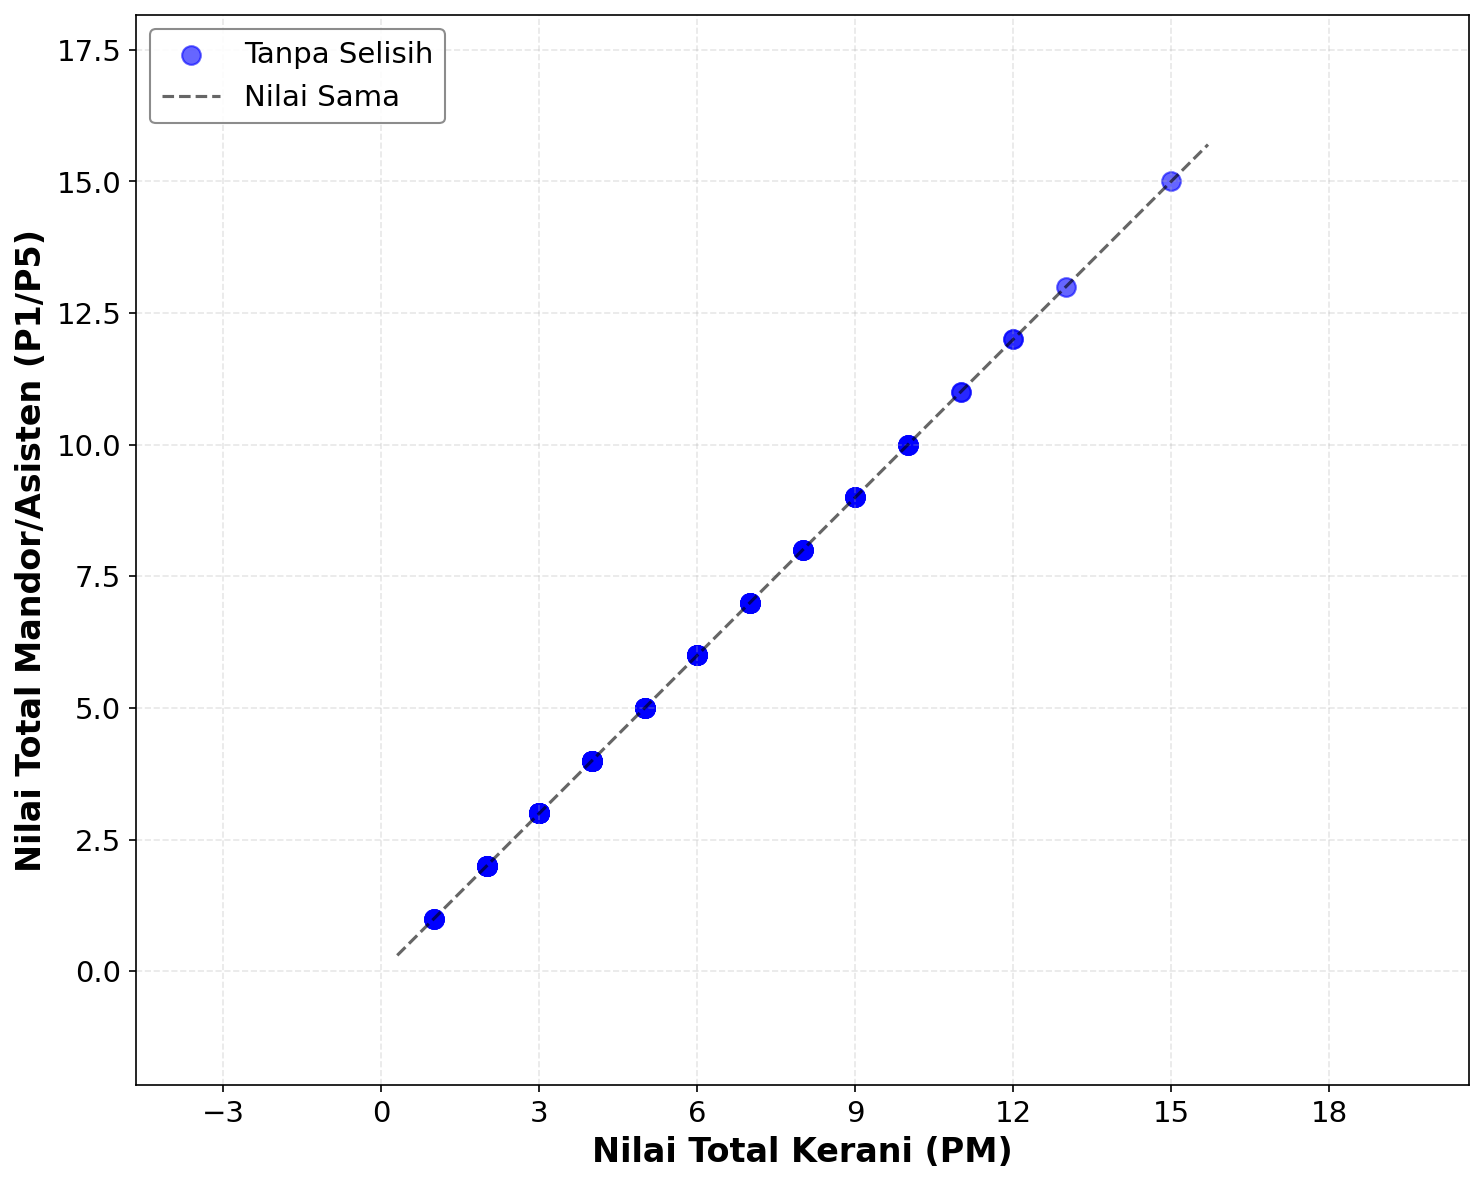 Tanpa Selisih
Nilai Sama
17.5
15.0
12.5
10.0
7.5
5.0
2.5
0.0
Nilai Total Mandor/Asisten (P1/P5)
−3 0 3 6 9 12 15 18
Nilai Total Kerani (PM)